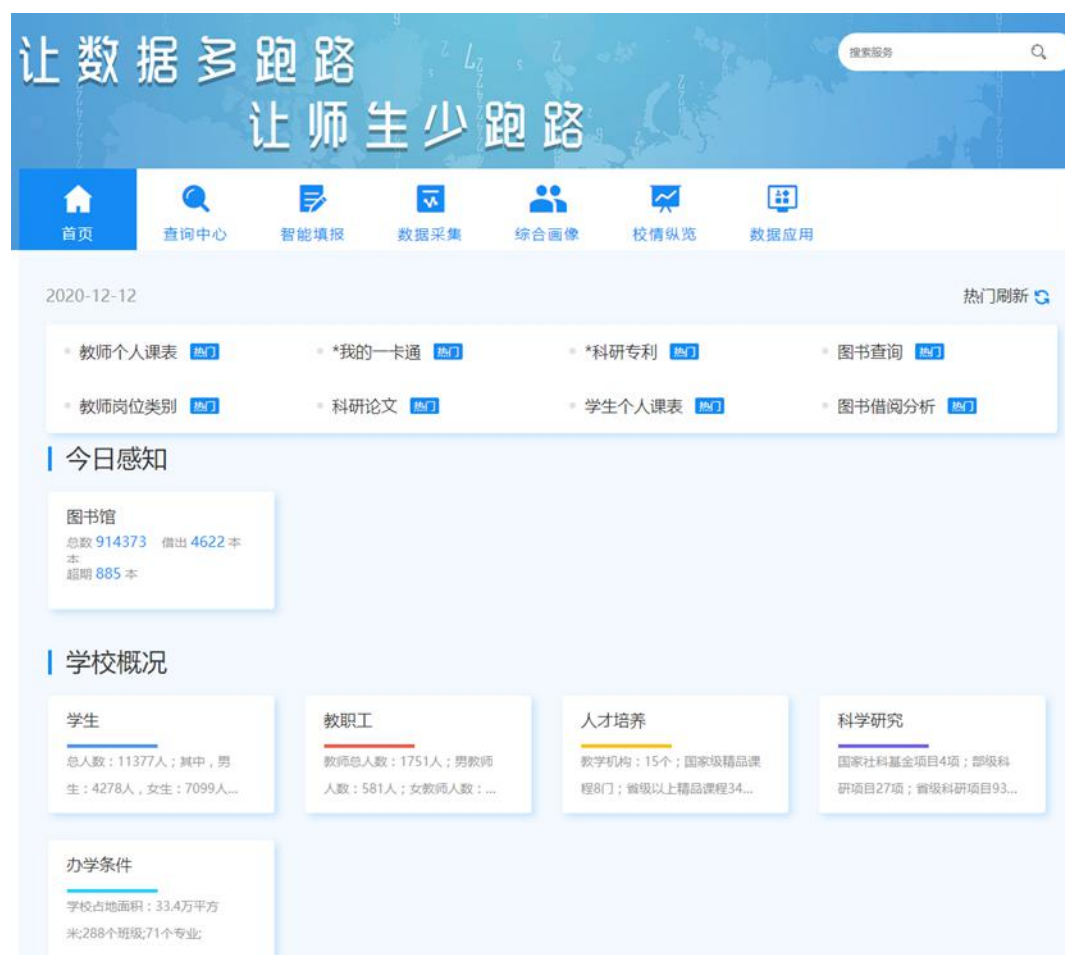 让数据多跑路
让师生少跑路
搜索服务
首页 查询中心 智能填报 数据采集 综合画像 校情纵览 数据应用
2020-12-12 热门刷新
教师个人课表 热门 *我的一卡通 热门 *科研专利 热门 图书查询 热门
教师岗位类别 热门 科研论文 热门 学生个人课表 热门 图书借阅分析 热门
今日感知
图书馆
总数 914373 借出 4622 本
本
超期 885 本
学校概况
学生
总人数：11377人；其中，男
生：4278人，女生：7099人...
教职工
教师总人数：1751人；男教师
人数：581人；女教师人数：...
人才培养
教学机构：15个；国家级精品课
程8门；省级以上精品课程34...
科学研究
国家社科基金项目4项；部级科
研项目27项；省级科研项目93...
办学条件
学校占地面积：33.4万平方
米;288个班级;71个专业;